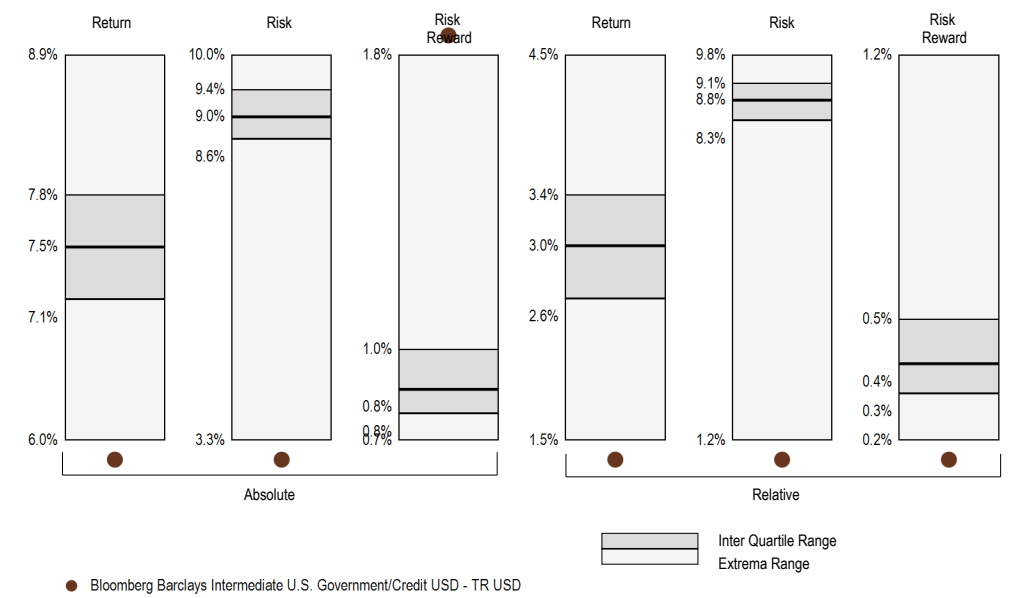 Return
Risk
Risk
Reward
Return
Risk
Risk
Reward
8.9%
7.8%
7.5%
7.1%
6.0%
10.0%
9.4%
9.0%
8.6%
3.3%
1.8%
1.0%
0.8%
0.8%
0.7%
4.5%
3.4%
3.0%
2.6%
1.5%
9.8%
9.1%
8.8%
8.3%
1.2%
1.2%
0.5%
0.4%
0.3%
0.2%
Absolute
Relative
Inter Quartile Range
Extrema Range
Bloomberg Barclays Intermediate U.S. Government/Credit USD - TR USD